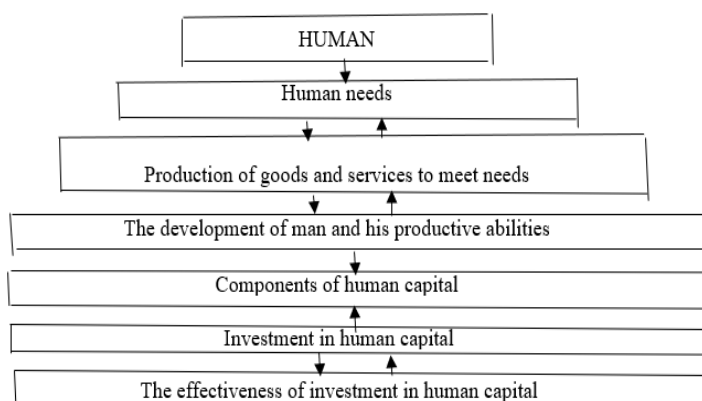 HUMAN
Human needs
Production of goods and services to meet needs
The development of man and his productive abilities
Components of human capital
Investment in human capital
The effectiveness of investment in human capital